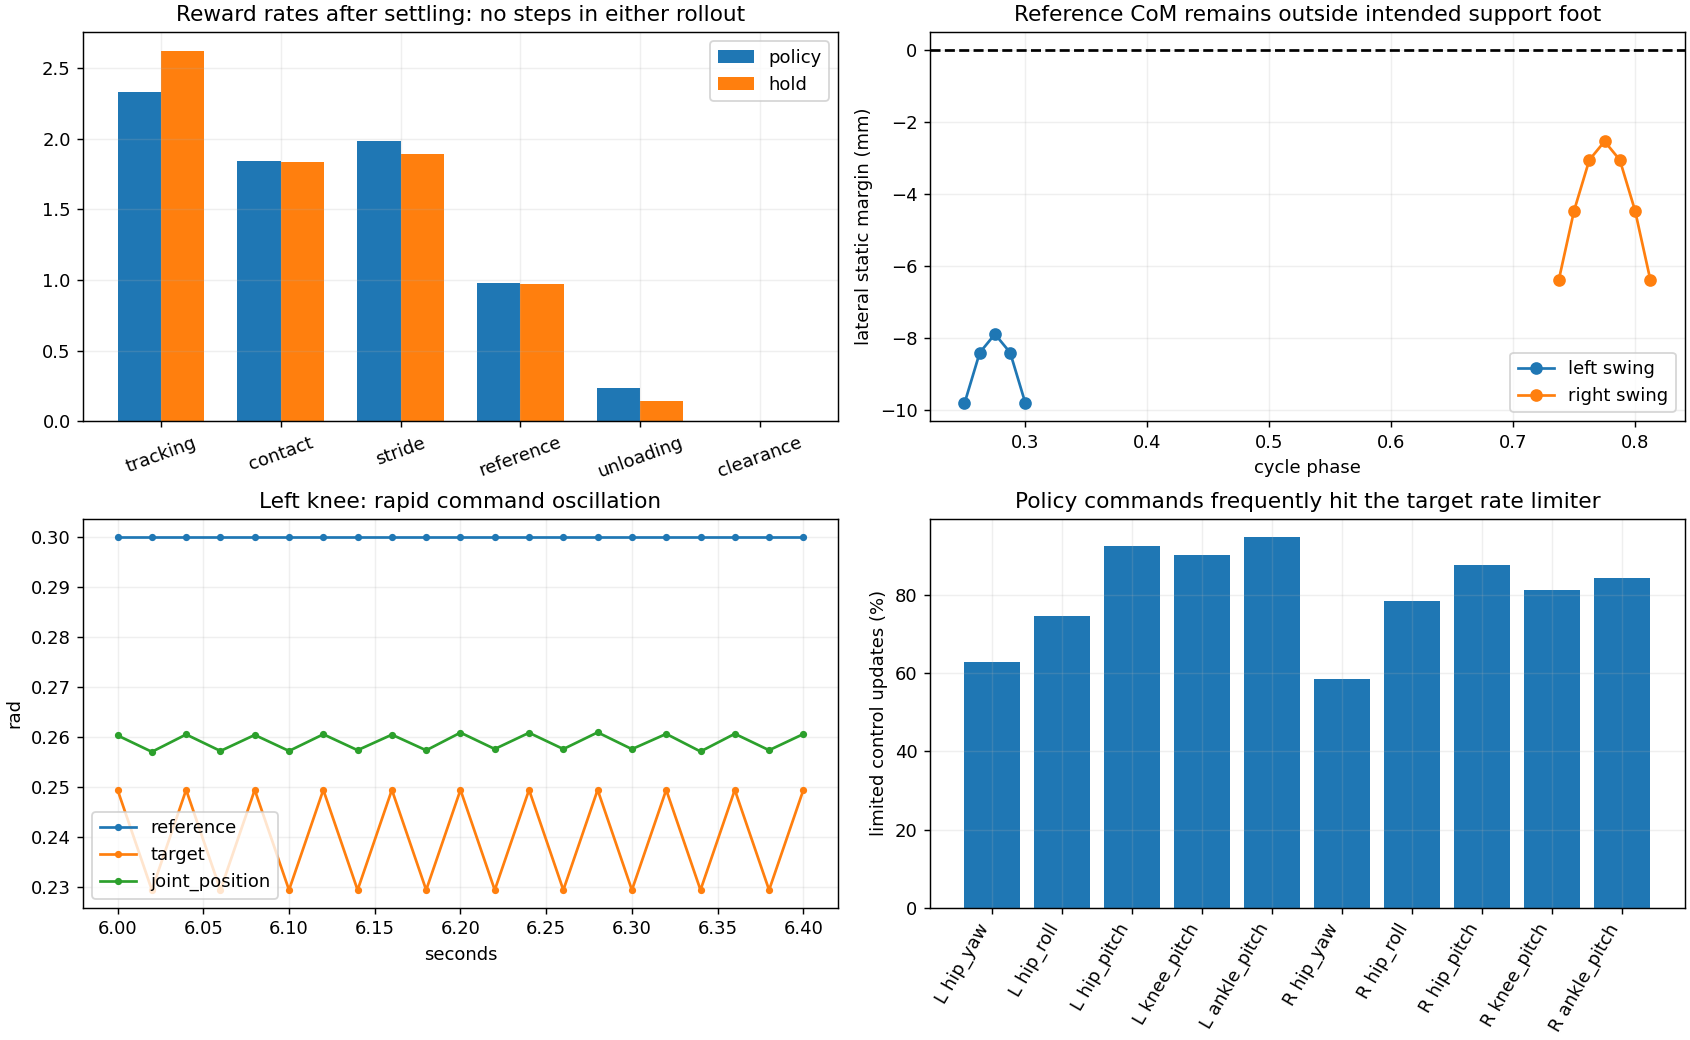 Reward rates after settling: no steps in either rollout
2.5
2.0
1.5
1.0
0.5
0.0
policy
hold
tracking
contact
stride
reference
unloading
clearance
Reference CoM remains outside intended support foot
lateral static margin (mm)
0
−2
−4
−6
−8
−10
left swing
right swing
0.3
0.4
0.5
0.6
0.7
0.8
cycle phase
Left knee: rapid command oscillation
rad
0.30
0.29
0.28
0.27
0.26
0.25
0.24
0.23
reference
target
joint_position
6.00
6.05
6.10
6.15
6.20
6.25
6.30
6.35
6.40
seconds
Policy commands frequently hit the target rate limiter
limited control updates (%)
80
60
40
20
0
L hip_yaw
L hip_roll
L hip_pitch
L knee_pitch
L ankle_pitch
R hip_yaw
R hip_roll
R hip_pitch
R knee_pitch
R ankle_pitch